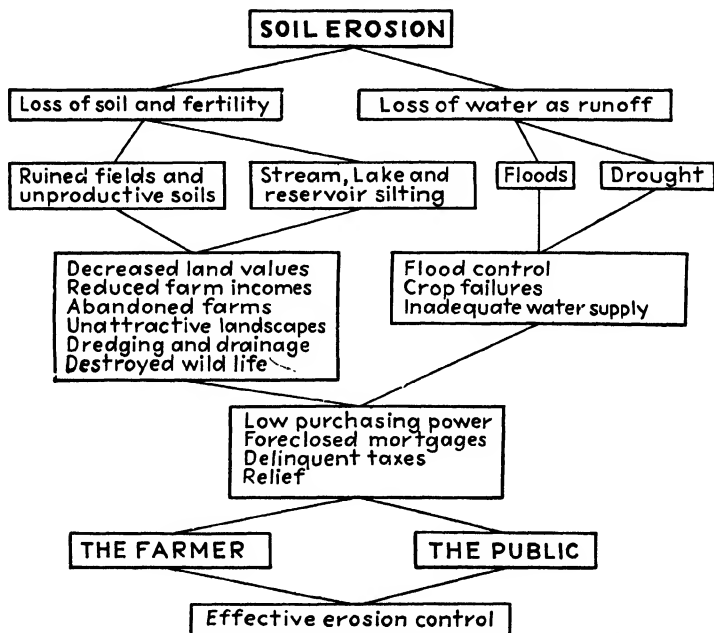 SOIL EROSION
Loss of soil and fertility
Loss of water as runoff
Ruined fields and
unproductive soils
Stream, Lake and
reservoir silting
Floods
Drought
Decreased land values
Reduced farm incomes
Abandoned farms
Unattractive landscapes
Dredging and drainage
Destroyed wild life
Flood control
Crop failures
Inadequate water supply
Low purchasing power
Foreclosed mortgages
Delinquent taxes
Relief
THE FARMER
THE PUBLIC
Effective erosion control